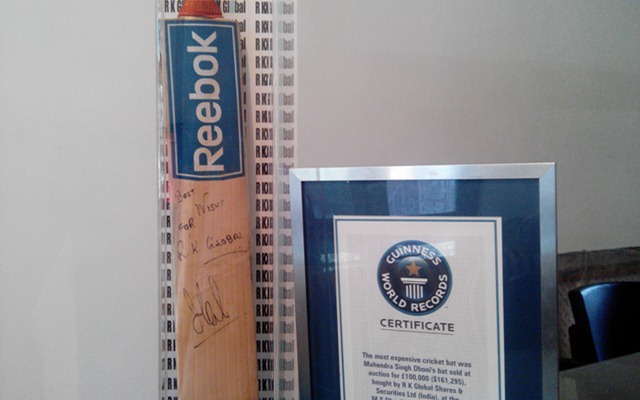 Reebok
BEST
FOR WISHES
R.K. GLOBAL
GUINNESS
WORLD RECORDS
CERTIFICATE
The most expensive cricket bat was
Mahendra Singh Dhoni's bat sold at
auction for £100,000 ($161,295),
bought by R K Global Shares &
Securities Ltd (India), at the